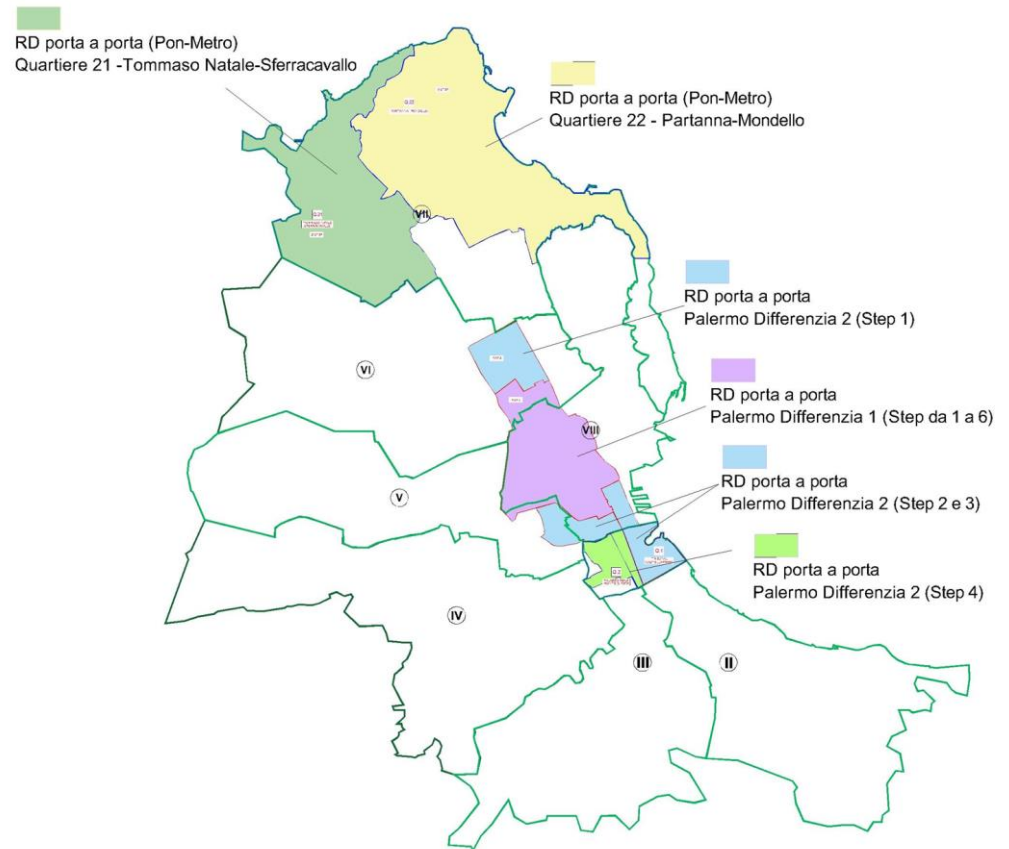 RD porta a porta (Pon-Metro)
Quartiere 21 -Tommaso Natale-Sferracavallo
RD porta a porta (Pon-Metro)
Quartiere 22 - Partanna-Mondello
RD porta a porta
Palermo Differenzia 2 (Step 1)
RD porta a porta
Palermo Differenzia 1 (Step da 1 a 6)
RD porta a porta
Palermo Differenzia 2 (Step 2 e 3)
RD porta a porta
Palermo Differenzia 2 (Step 4)
VII
VI
VIII
V
Q.1
Q.2
IV
III
II